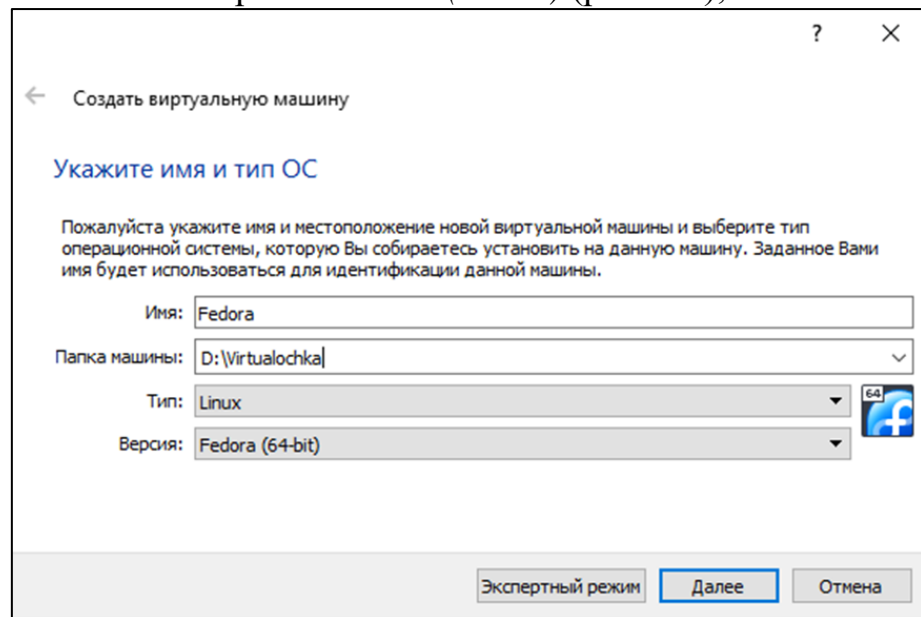 ?
Создать виртуальную машину
Укажите имя и тип ОС
Пожалуйста укажите имя и местоположение новой виртуальной машины и выберите тип
операционной системы, которую Вы собираетесь установить на данную машину. Заданное Вами
имя будет использоваться для идентификации данной машины.
Имя: Fedora
Папка машины: D:\Virtualochka
Тип: Linux
64
Версия: Fedora (64-bit)
Экспертный режим Далее Отмена